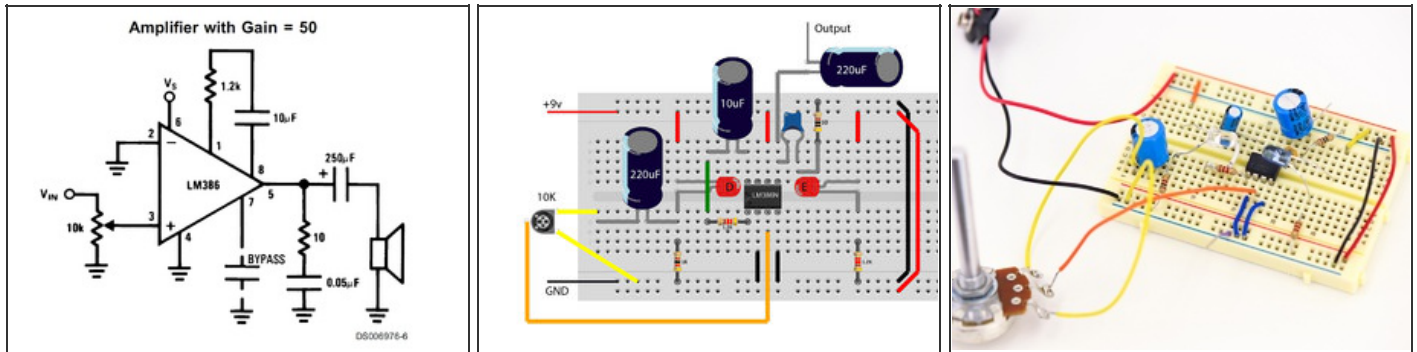 Amplifier with Gain = 50
VS
6
2
−
1.2k
1
10μF
8
LM386
250μF
+
5
7
VIN
10k
3
+
4
10
BYPASS
0.05μF
DS006976-6
Output
220uF
10uF
+9v
220uF
D
LM386N
E
10K
GND